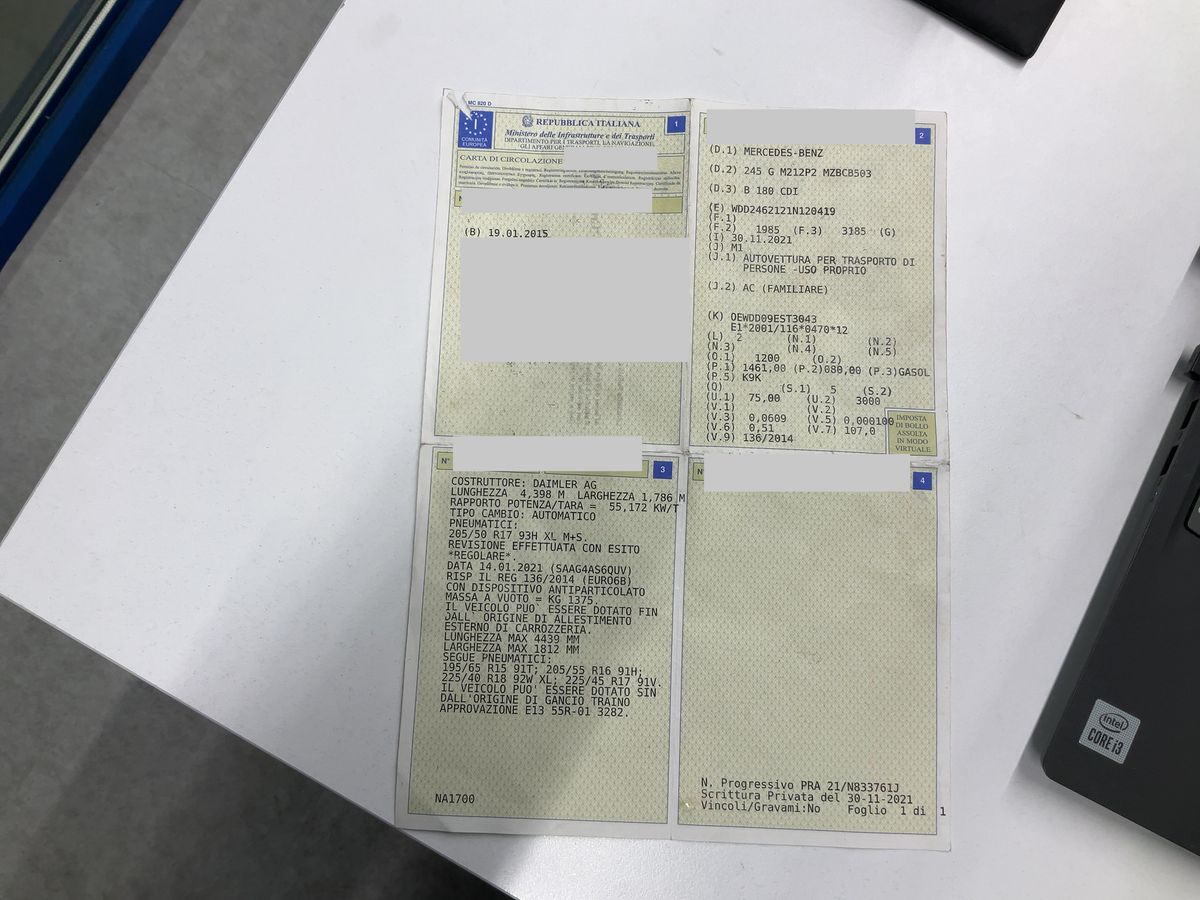 MC 820 D
COMUNITÀ
EUROPEA
REPUBBLICA ITALIANA
Ministero delle Infrastrutture e dei Trasporti
DIPARTIMENTO PER I TRASPORTI, LA NAVIGAZIONE,
GLI AFFARI
1
CARTA DI CIRCOLAZIONE
(B) 19.01.2015
2
(D.1) MERCEDES-BENZ
(D.2) 245 G M212P2 MZBCB503
(D.3) B 180 CDI
(E) WDD2462121N120419
(F.1)
(F.2) 1985 (F.3) 3185 (G)
(I) 30.11.2021
(J) M1
(J.1) AUTOVETTURA PER TRASPORTO DI
PERSONE -USO PROPRIO
(J.2) AC (FAMILIARE)
(K) OEWDD09EST3043
E1*2001/116*0470*12
(L) 2 (N.1) (N.2)
(N.3) (N.4) (N.5)
(O.1) 1200 (O.2)
(P.1) 1461,00 (P.2)080,00 (P.3)GASOL
(P.5) K9K
(Q) (S.1) 5 (S.2)
(U.1) 75,00 (U.2) 3000
(V.1) (V.2)
(V.3) 0,0609 (V.5) 0,000100
(V.6) 0,51 (V.7) 107,0
(V.9) 136/2014
IMPOSTA
DI BOLLO
ASSOLTA
IN MODO
VIRTUALE
N°
3
COSTRUTTORE: DAIMLER AG
LUNGHEZZA 4,398 M LARGHEZZA 1,786 M
RAPPORTO POTENZA/TARA = 55,172 KW/T
TIPO CAMBIO: AUTOMATICO
PNEUMATICI:
205/50 R17 93H XL M+S.
REVISIONE EFFETTUATA CON ESITO
*REGOLARE*.
DATA 14.01.2021 (SAAG4AS6QUV)
RISP IL REG 136/2014 (EURO6B)
CON DISPOSITIVO ANTIPARTICOLATO
MASSA A VUOTO = KG 1375.
IL VEICOLO PUO` ESSERE DOTATO FIN
DALL` ORIGINE DI ALLESTIMENTO
ESTERNO DI CARROZZERIA.
LUNGHEZZA MAX 4439 MM
LARGHEZZA MAX 1812 MM
SEGUE PNEUMATICI:
195/65 R15 91T; 205/55 R16 91H;
225/40 R18 92W XL; 225/45 R17 91V.
IL VEICOLO PUO' ESSERE DOTATO SIN
DALL'ORIGINE DI GANCIO TRAINO
APPROVAZIONE E13 55R-01 3282.
NA1700
4
N. Progressivo PRA 21/N833761J
Scrittura Privata del 30-11-2021
Vincoli/Gravami:No Foglio 1 di 1
intel
CORE i3